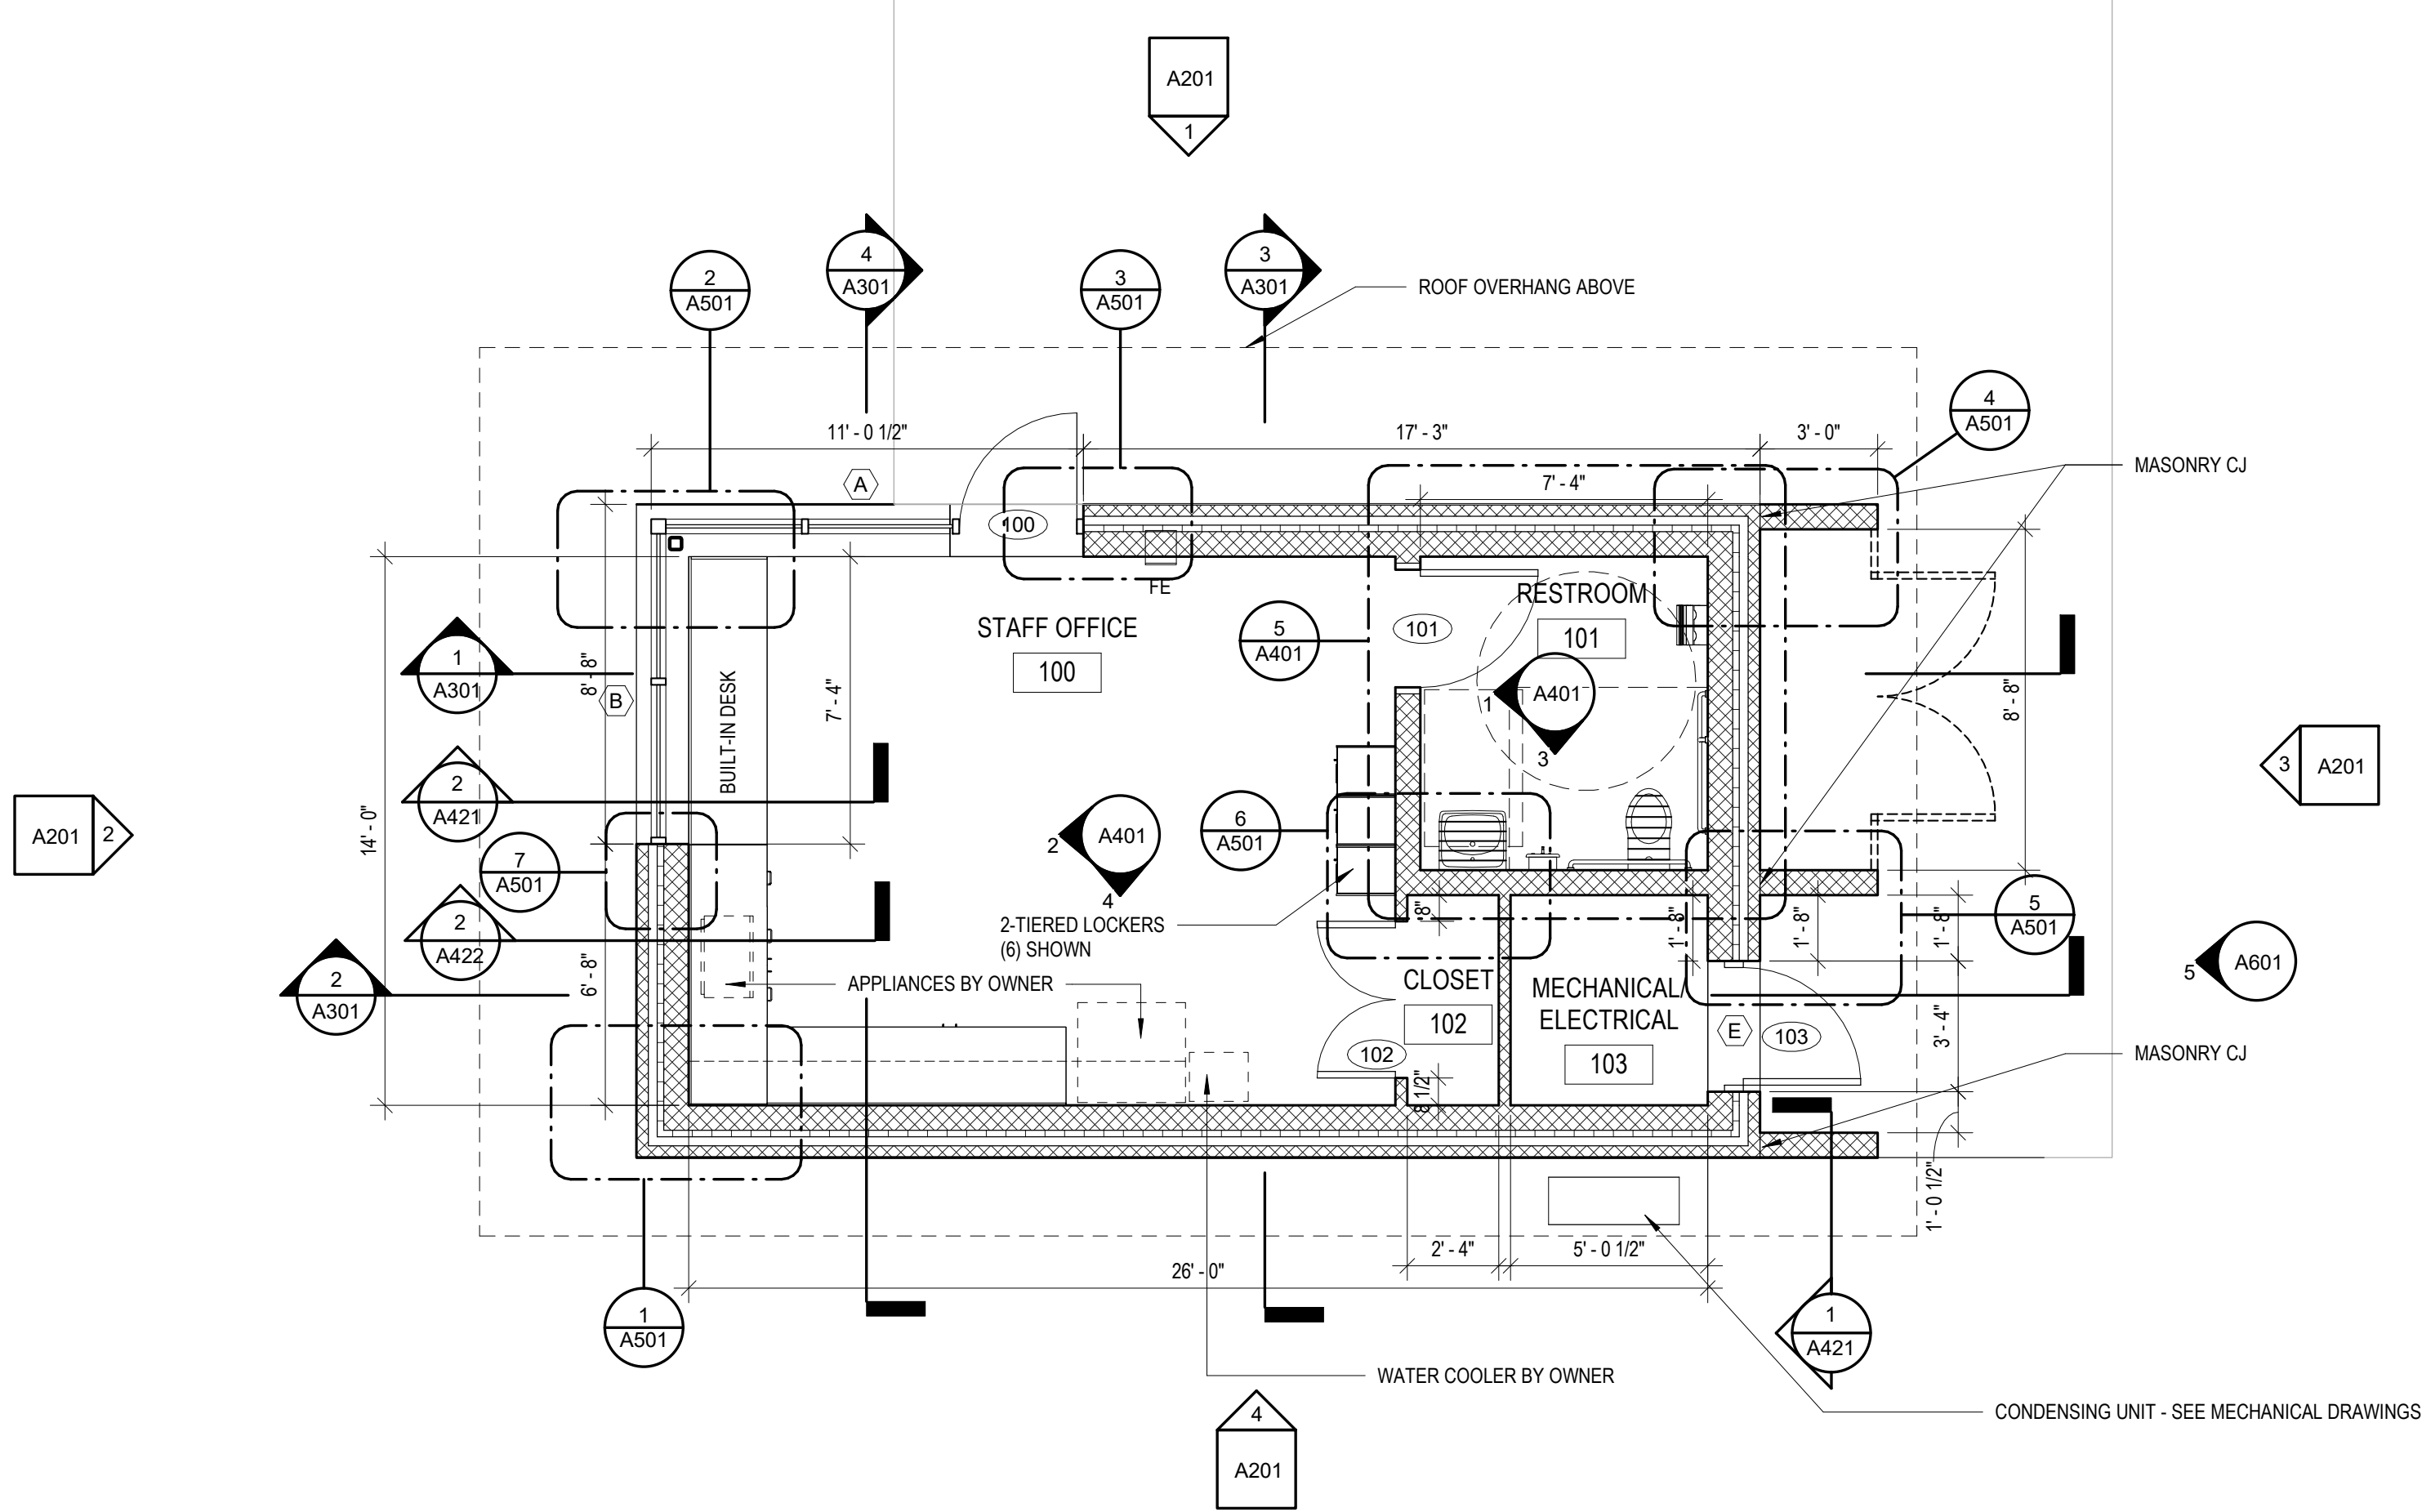 A201
1
2
A501
4
A301
3
A501
3
A301
ROOF OVERHANG ABOVE
4
A501
11' - 0 1/2"
17' - 3"
3' - 0"
MASONRY CJ
A
7' - 4"
100
FE
RESTROOM
101
STAFF OFFICE
100
5
A401
101
1
A301
8' - 8"
B
BUILT-IN DESK
7' - 4"
A401
1
3
8' - 8"
3
A201
2
A421
A201
2
14' - 0"
7
A501
A401
2
4
6
A501
2
A422
2-TIERED LOCKERS
(6) SHOWN
8"
1' - 8"
1' - 8"
1' - 8"
5
A501
A601
5
2
A301
6' - 8"
APPLIANCES BY OWNER
CLOSET
102
MECHANICAL/
ELECTRICAL
103
E
103
3' - 4"
102
MASONRY CJ
8 1/2"
1' - 0 1/2"
2' - 4"
5' - 0 1/2"
26' - 0"
1
A501
1
A421
WATER COOLER BY OWNER
CONDENSING UNIT - SEE MECHANICAL DRAWINGS
4
A201